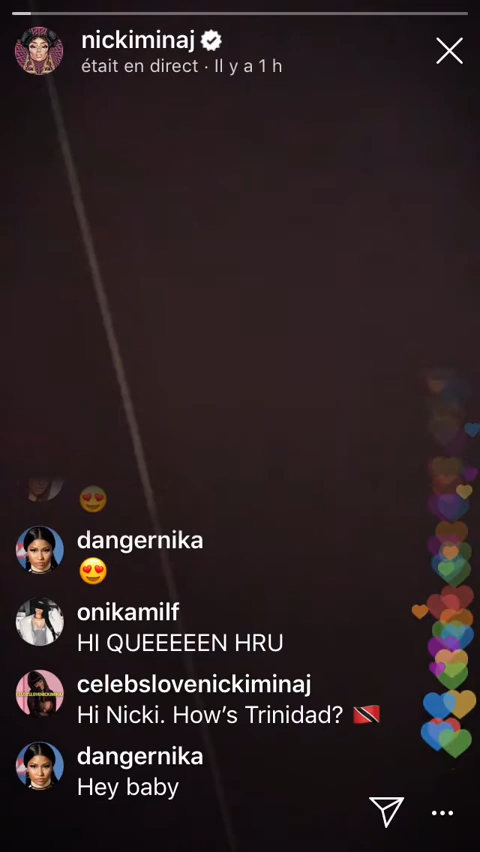 nickiminaj
était en direct · Il y a 1 h
😍
dangernika
😍
onikamilf
HI QUEEEEEN HRU
celebslovenickiminaj
Hi Nicki. How’s Trinidad? 🇹🇹
dangernika
Hey baby